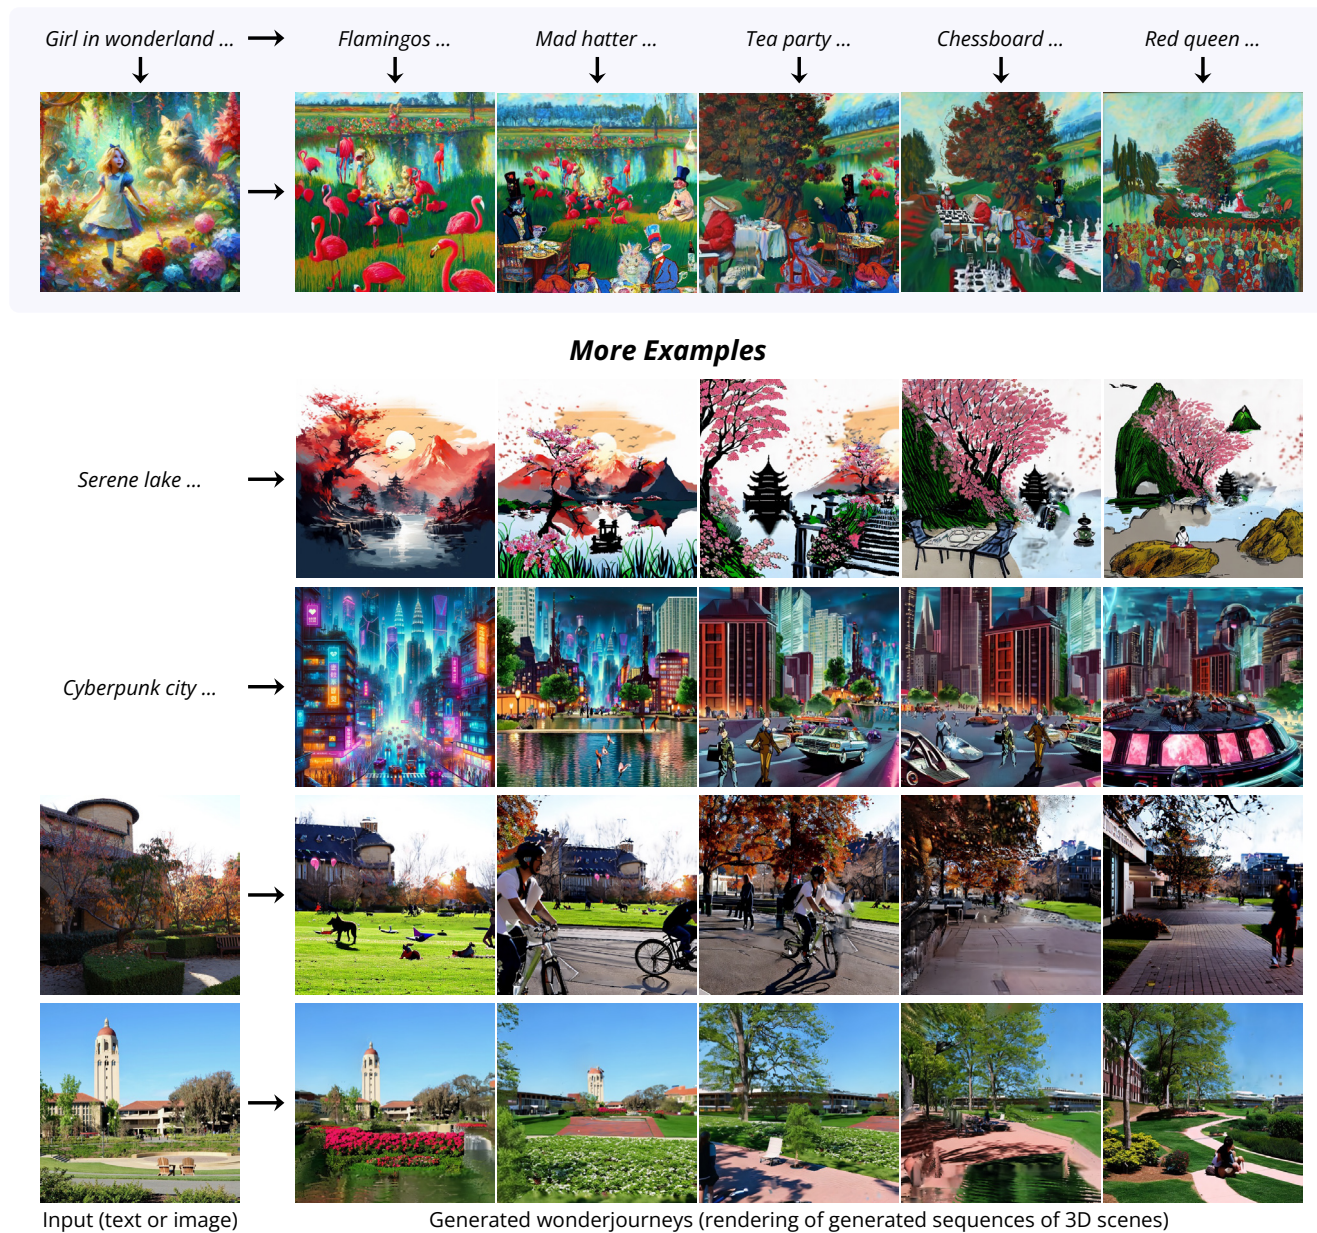 Girl in wonderland ...
Flamingos ...
Mad hatter ...
Tea party ...
Chessboard ...
Red queen ...
More Examples
Serene lake ...
Cyberpunk city ...
Input (text or image)
Generated wonderjourneys (rendering of generated sequences of 3D scenes)